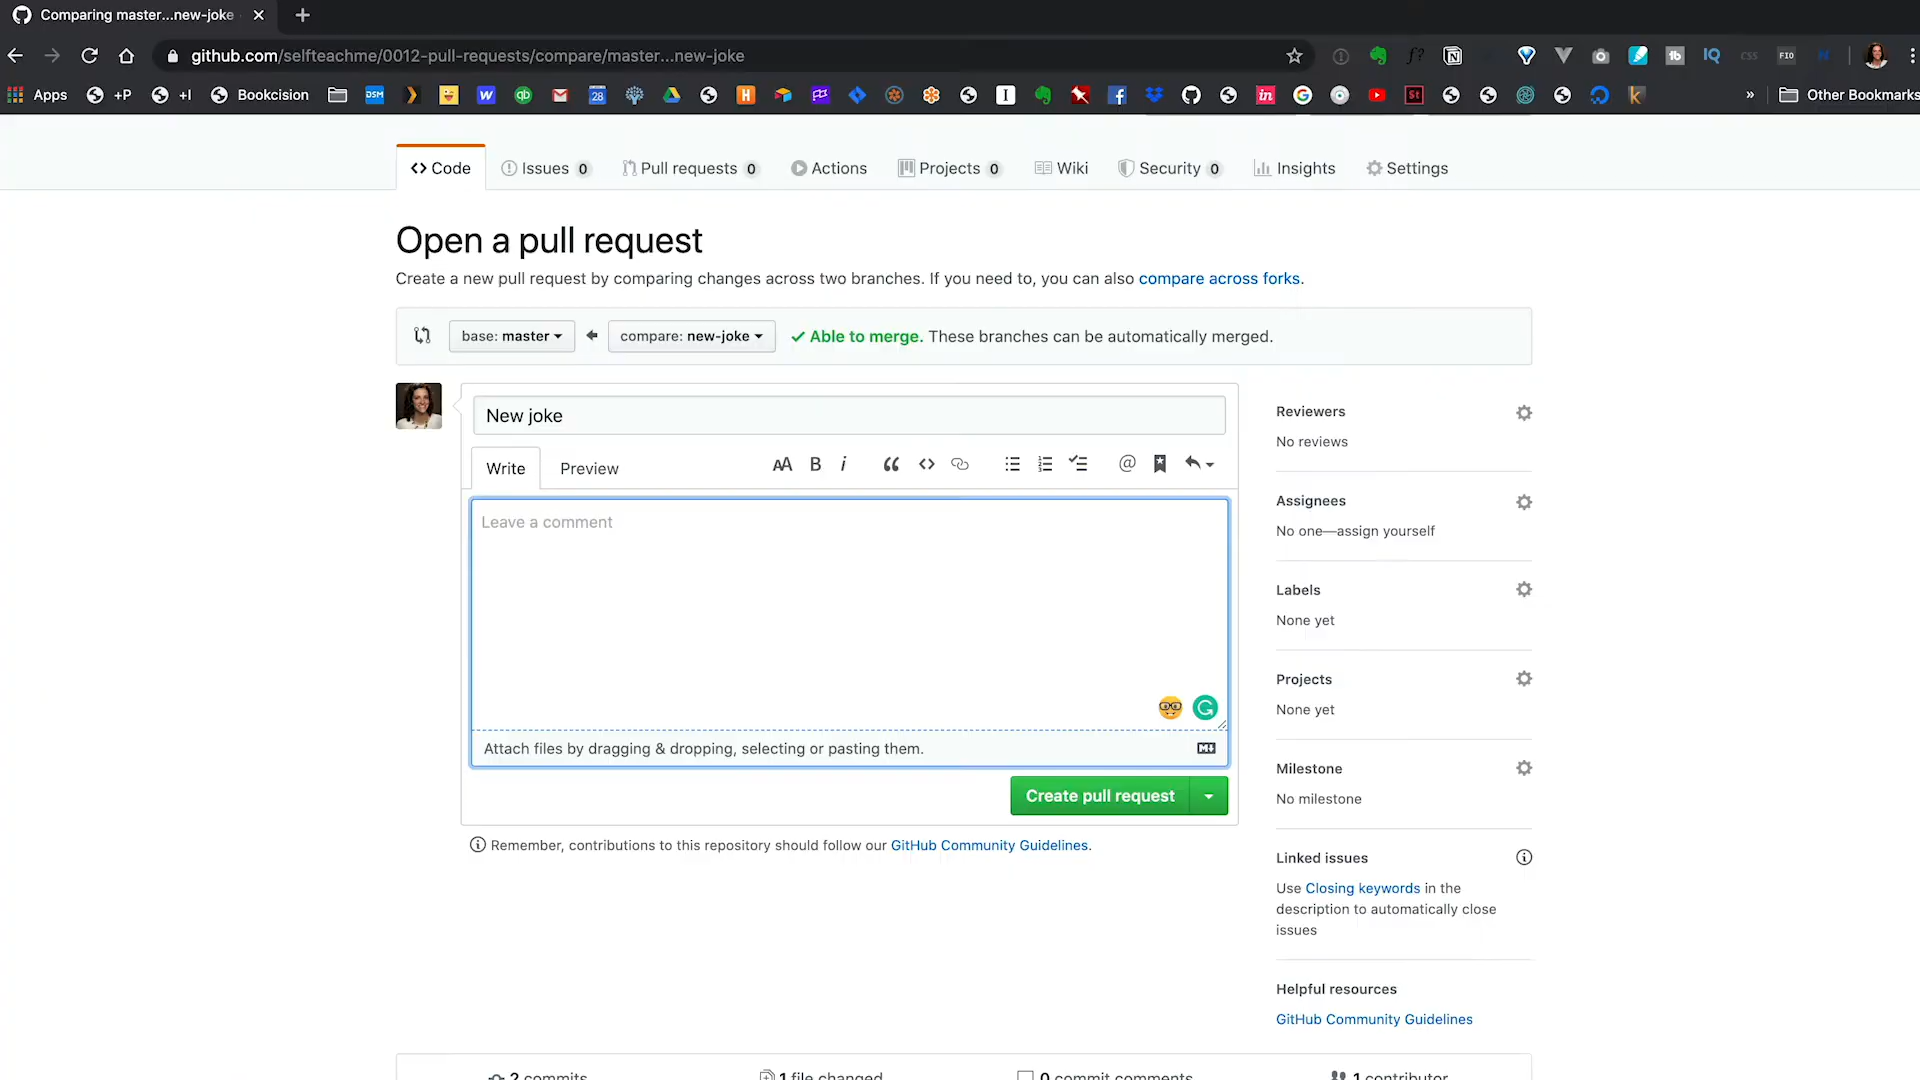 Comparing master...new-joke
github.com/selfteachme/0012-pull-requests/compare/master...new-joke
Apps +P +I Bookcision Other Bookmarks
Code Issues 0 Pull requests 0 Actions Projects 0 Wiki Security 0 Insights Settings
Open a pull request
Create a new pull request by comparing changes across two branches. If you need to, you can also compare across forks.
base: master compare: new-joke Able to merge. These branches can be automatically merged.
New joke
Write Preview
Leave a comment
Attach files by dragging & dropping, selecting or pasting them.
Create pull request
Remember, contributions to this repository should follow our GitHub Community Guidelines.
Reviewers
No reviews
Assignees
No one—assign yourself
Labels
None yet
Projects
None yet
Milestone
No milestone
Linked issues
Use Closing keywords in the
description to automatically close
issues
Helpful resources
GitHub Community Guidelines
2 commits 1 file changed 0 commit comments 1 contributor